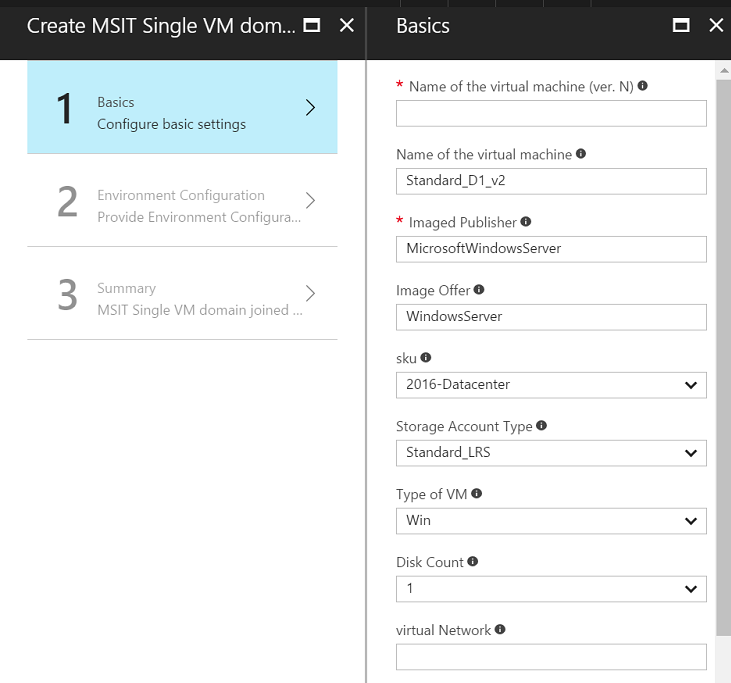 Create MSIT Single VM dom...
1
Basics
Configure basic settings
2
Environment Configuration
Provide Environment Configura...
3
Summary
MSIT Single VM domain joined ...
Basics
* Name of the virtual machine (ver. N)
Name of the virtual machine
Standard_D1_v2
* Imaged Publisher
MicrosoftWindowsServer
Image Offer
WindowsServer
sku
2016-Datacenter
Storage Account Type
Standard_LRS
Type of VM
Win
Disk Count
1
virtual Network